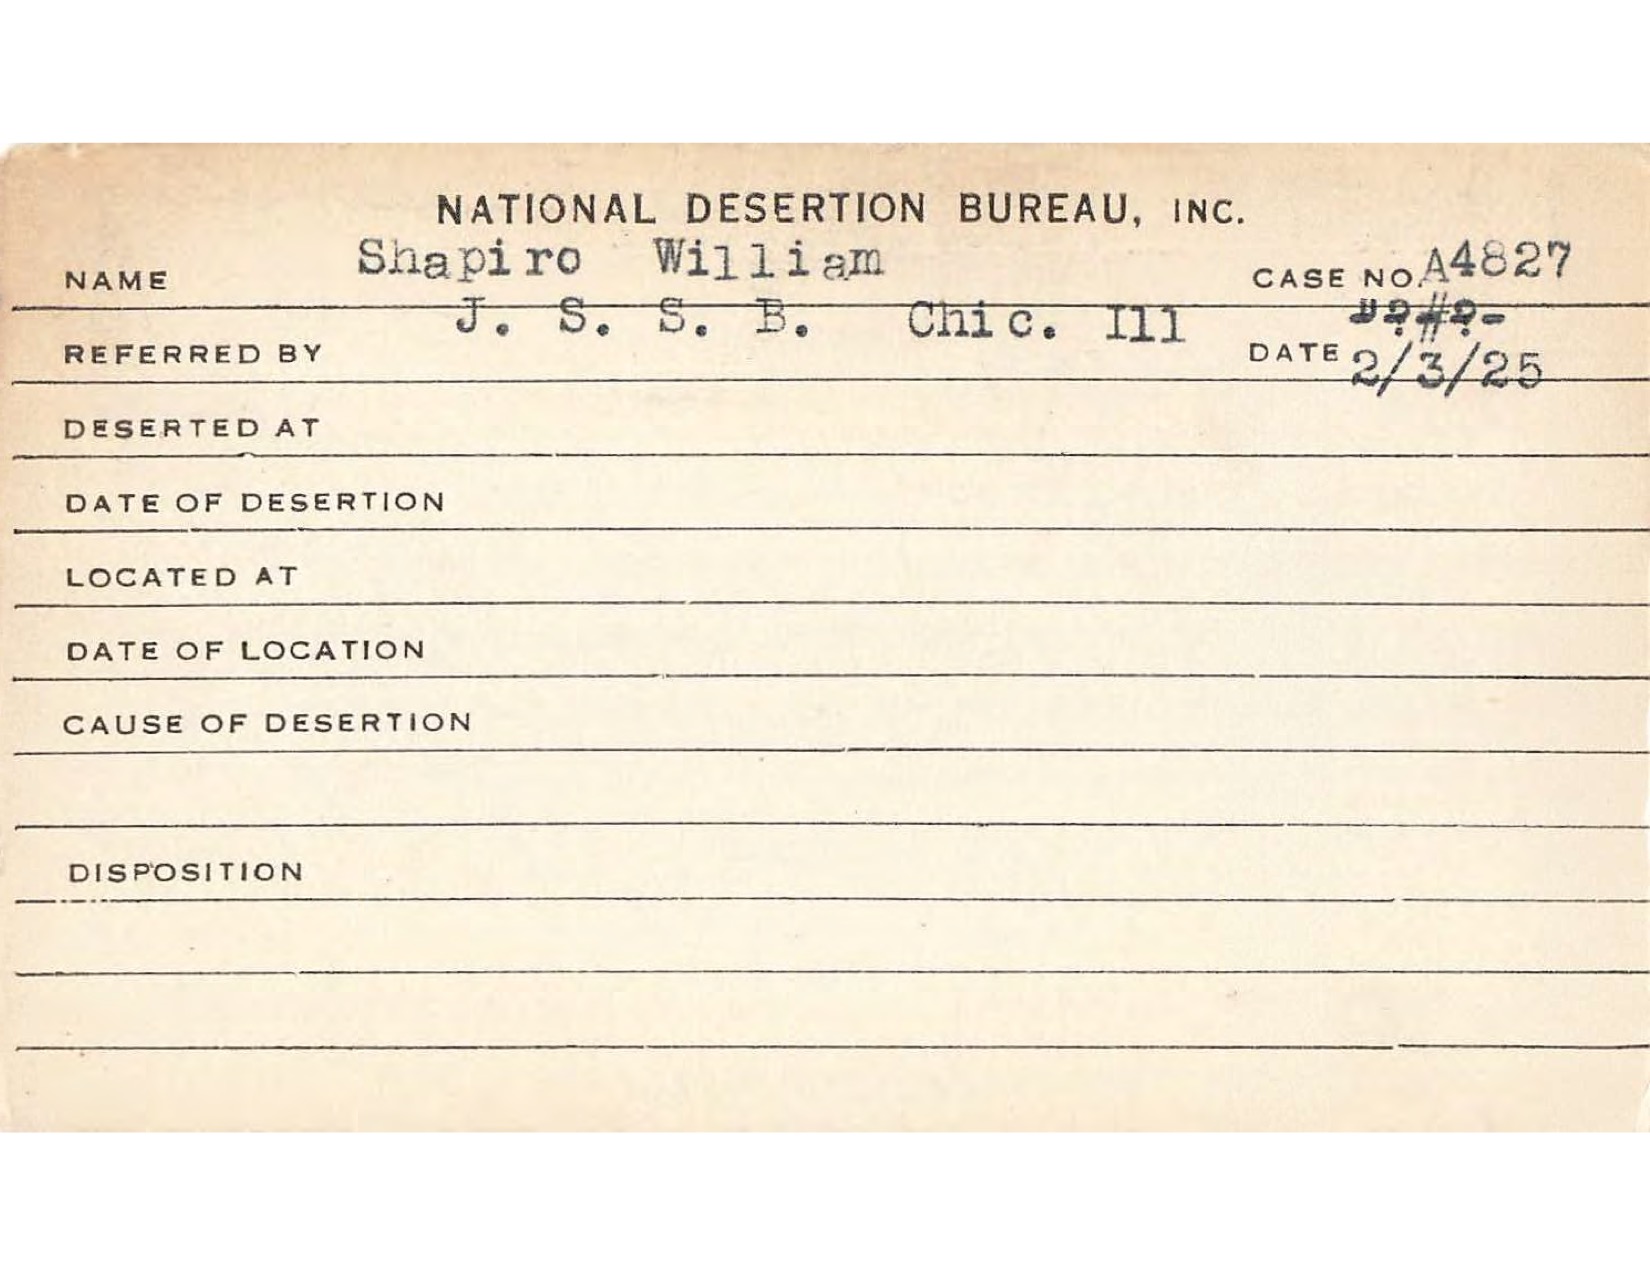 NATIONAL DESERTION BUREAU, INC.
NAME Shapiro William CASE NO. A4827
REFERRED BY J. S. S. B. Chic. Ill DATE 2/3/25
DESERTED AT
DATE OF DESERTION
LOCATED AT
DATE OF LOCATION
CAUSE OF DESERTION
DISPOSITION